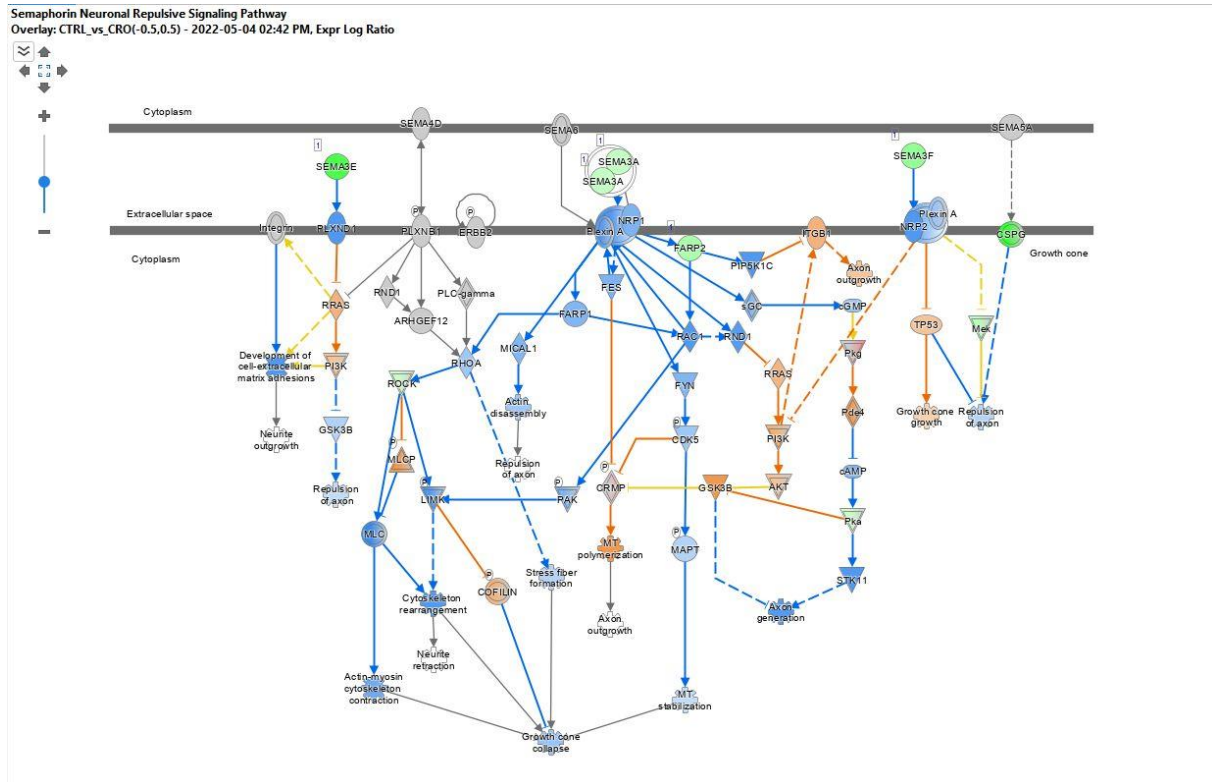 Semaphorin Neuronal Repulsive Signaling Pathway
Overlay: CTRL_vs_CRO(-0.5,0.5) - 2022-05-04 02:42 PM, Expr Log Ratio
Cytoplasm
SEMA4D
SEMA6
SEMA5A
1
1
1
1
SEMA3E
SEMA3A
SEMA3A
SEMA3F
Extracellular space
P
P
1
Integrin
PLXND1
PLXNB1
ERBB2
Plexin A
NRP1
ITGB1
NRP2
Plexin A
CSPG
Cytoplasm
Growth cone
FARP2
PIP5K1C
Axon
outgrowth
RRAS
RND1
PLC-gamma
FES
sGC
cGMP
ARHGEF12
FARP1
TP53
Mek
MICAL1
RAC1
RND1
Pkg
Development of
cell-extracellular
matrix adhesions
PI3K
RHOA
RRAS
ROCK
FYN
Actin
disassembly
Pde4
Growth cone
growth
Repulsion
of axon
Neurite
outgrowth
GSK3B
CDK5
PI3K
P
MLCP
Repulsion
of axon
cAMP
P
P
P
Repulsion
of axon
LIMK
PAK
CRMP
GSK3B
AKT
Pka
MLC
P
MAPT
MT
polymerization
P
COFILIN
Stress fiber
formation
STK11
Cytoskeleton
rearrangement
Axon
generation
Axon
outgrowth
Neurite
retraction
Actin-myosin
cytoskeleton
contraction
MT
stabilization
Growth cone
collapse